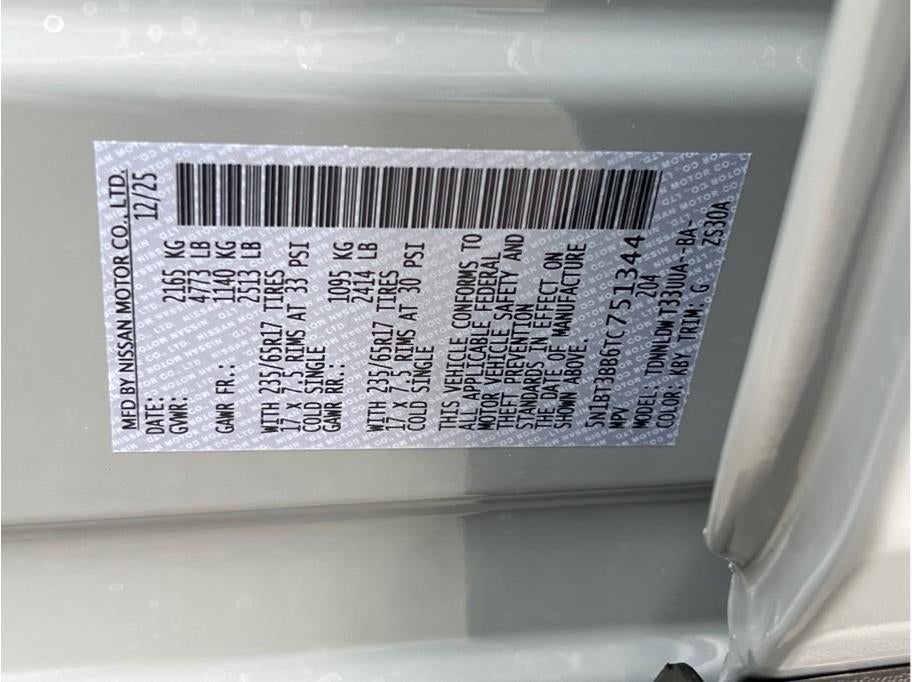 MFD BY NISSAN MOTOR CO., LTD.
DATE: 12/25
GVWR: 2165 KG
4773 LB
GAWR FR.: 1140 KG
2513 LB
WITH 235/65R17 TIRES
17 X 7.5 RIMS AT 33 PSI
COLD SINGLE
GAWR RR.: 1095 KG
2414 LB
WITH 235/65R17 TIRES
17 X 7.5 RIMS AT 30 PSI
COLD SINGLE
THIS VEHICLE CONFORMS TO
ALL APPLICABLE FEDERAL
MOTOR VEHICLE SAFETY AND
THEFT PREVENTION
STANDARDS IN EFFECT ON
THE DATE OF MANUFACTURE
SHOWN ABOVE.
5N1BT3BB6TC751344
MPV 204
MODEL: TDNNLDW T33UUA--BA-
COLOR: KBY TRIM: G ZS30A